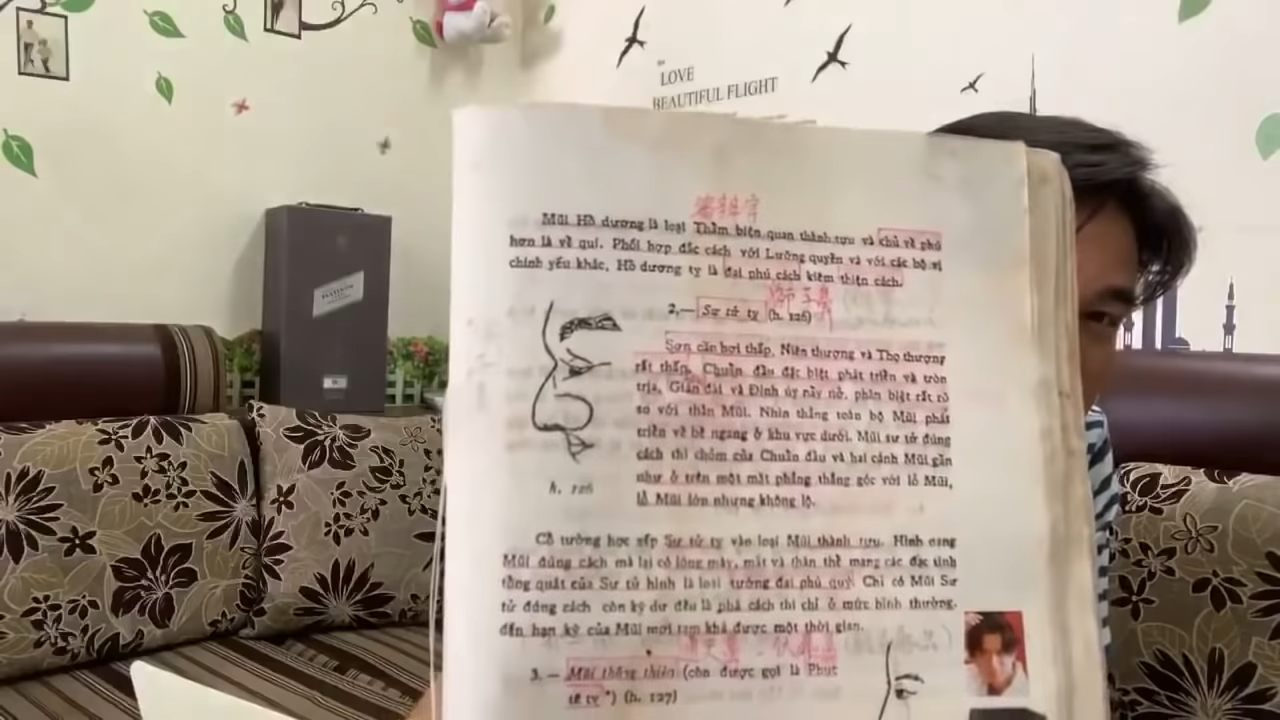 LOVE
BEAUTIFUL FLIGHT
Mũi Hồ dương là loại Thẩm biện quan thành tựu và chủ về phú
hơn là về quí. Phối hợp đắc cách với Lưỡng quyền và với các bộ vị
chính yếu khác, Hồ dương tỵ là đại phú cách kiêm thiện cách.
2.— Sư tử tỵ (h. 126)
Sơn căn hơi thấp, Niên thượng và Thọ thượng
rất thấp, Chuẩn đầu đặc biệt phát triển và tròn
trịa, Gián đài và Đình úy nảy nở, phân biệt rất rõ
so với thân Mũi. Nhìn thẳng toàn bộ Mũi phát
triển về bề ngang ở khu vực dưới. Mũi sư tử đúng
cách thì chỏm của Chuẩn đầu và hai cánh Mũi gần
như ở trên một mặt phẳng thẳng góc với lỗ Mũi,
lỗ Mũi lớn nhưng không lộ.
h. 126
Cổ tướng học xếp Sư tử tỵ vào loại Mũi thành tựu. Hình dạng
Mũi đúng cách mà lại có lông mày, mắt và thân thể mang các đặc tính
tổng quát của Sư tử hình là loại tướng đại phú quý. Chỉ có Mũi Sư
tử đúng cách còn kỳ dư đều là phá cách thì chỉ ở mức bình thường,
đến hạn kỳ của Mũi mới tạm khá được một thời gian.
3. — Mũi thông thiên (còn được gọi là Phục
tê tỵ*) (h. 127)